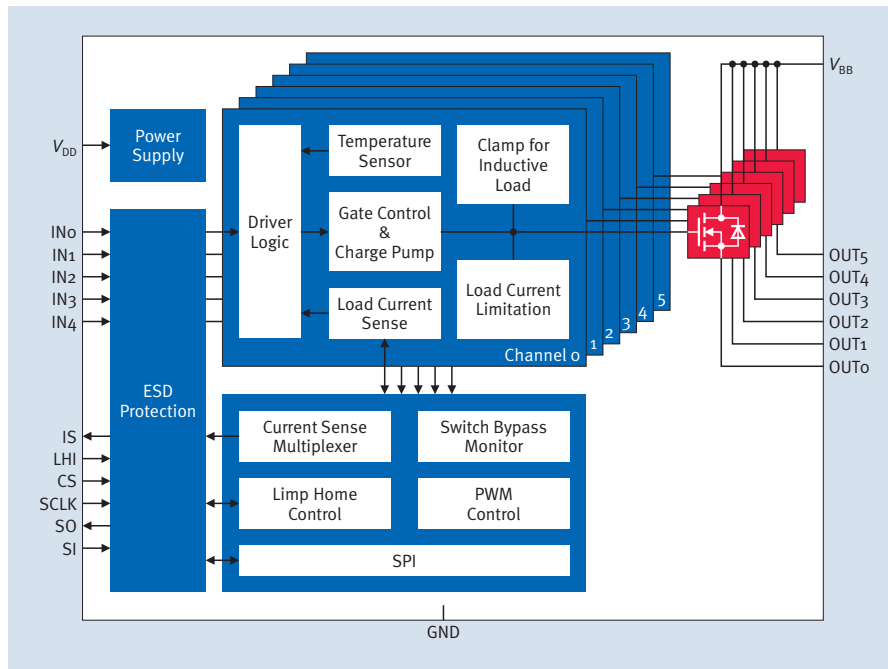 V_BB
Power
Supply
V_DD
Temperature
Sensor
Clamp for
Inductive
Load
Driver
Logic
Gate Control
&
Charge Pump
IN0
IN1
IN2
IN3
IN4
Load Current
Sense
Load Current
Limitation
Channel 0
1
2
3
4
5
OUT5
OUT4
OUT3
OUT2
OUT1
OUT0
ESD
Protection
IS
LHI
CS
SCLK
SO
SI
Current Sense
Multiplexer
Switch Bypass
Monitor
Limp Home
Control
PWM
Control
SPI
GND